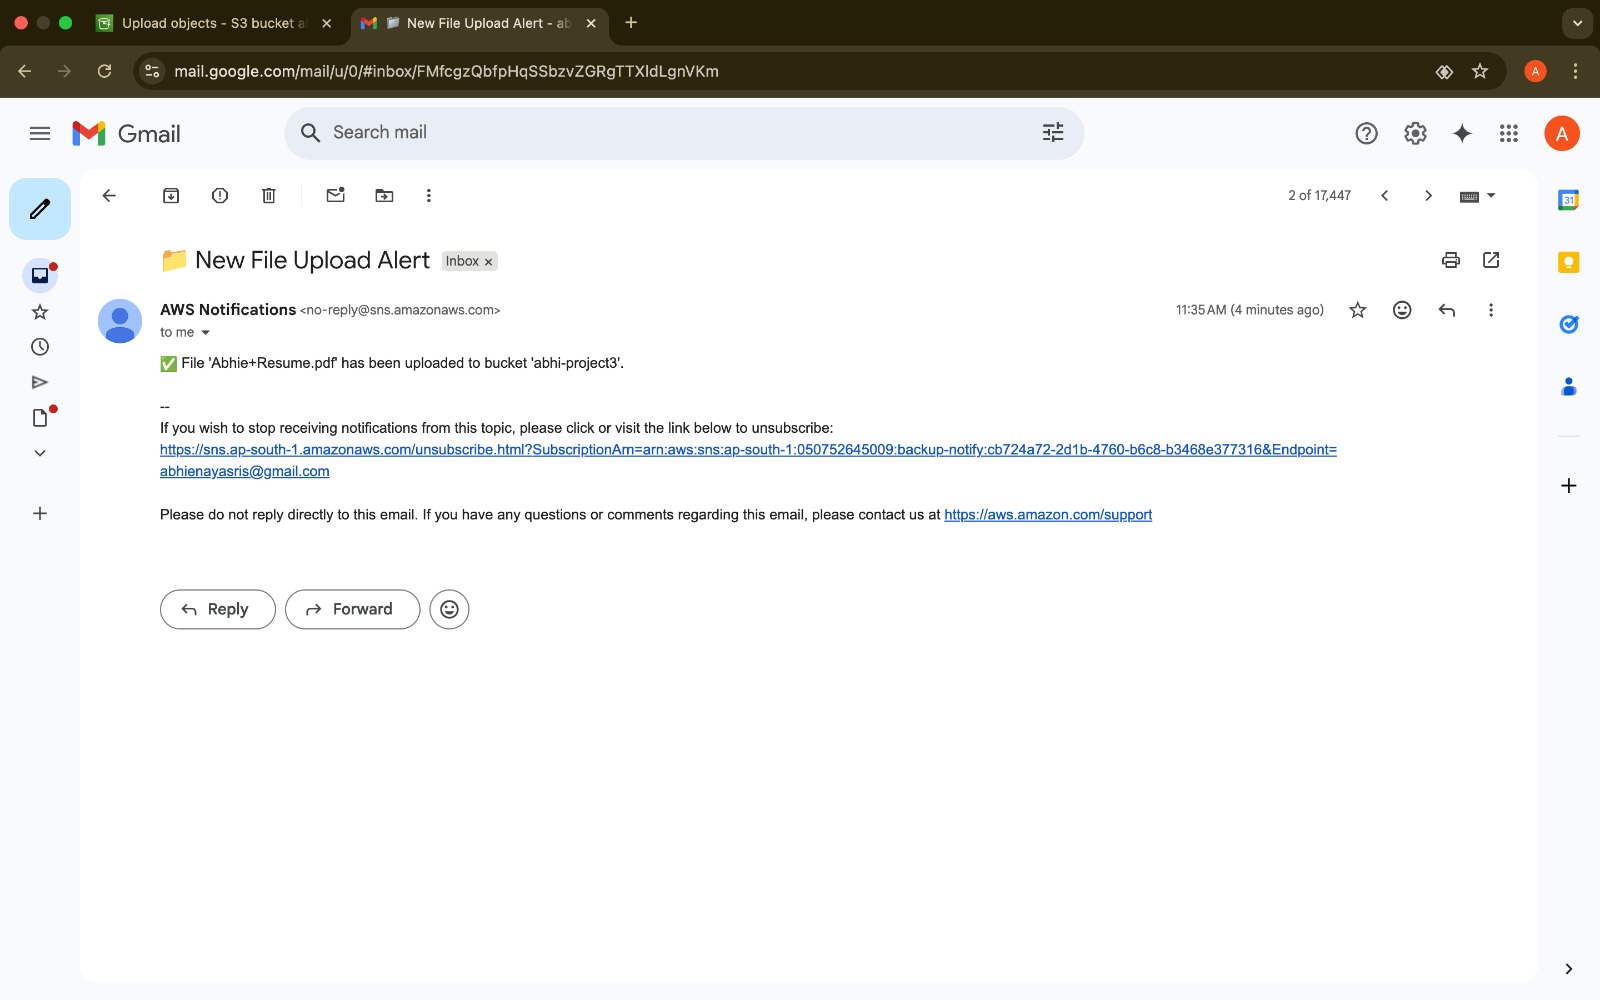 Upload objects - S3 bucket a
New File Upload Alert - ab
mail.google.com/mail/u/0/#inbox/FMfcgzQbfpHqSSbzvZGRgTTXldLgnVKm
A
Gmail
Search mail
A
2 of 17,447
31
New File Upload Alert
Inbox ×
AWS Notifications <no-reply@sns.amazonaws.com>
11:35 AM (4 minutes ago)
to me
✅ File 'Abhie+Resume.pdf' has been uploaded to bucket 'abhi-project3'.
--
If you wish to stop receiving notifications from this topic, please click or visit the link below to unsubscribe:
https://sns.ap-south-1.amazonaws.com/unsubscribe.html?SubscriptionArn=arn:aws:sns:ap-south-1:050752645009:backup-notify:cb724a72-2d1b-4760-b6c8-b3468e377316&Endpoint=
abhienayasris@gmail.com
Please do not reply directly to this email. If you have any questions or comments regarding this email, please contact us at https://aws.amazon.com/support
Reply
Forward